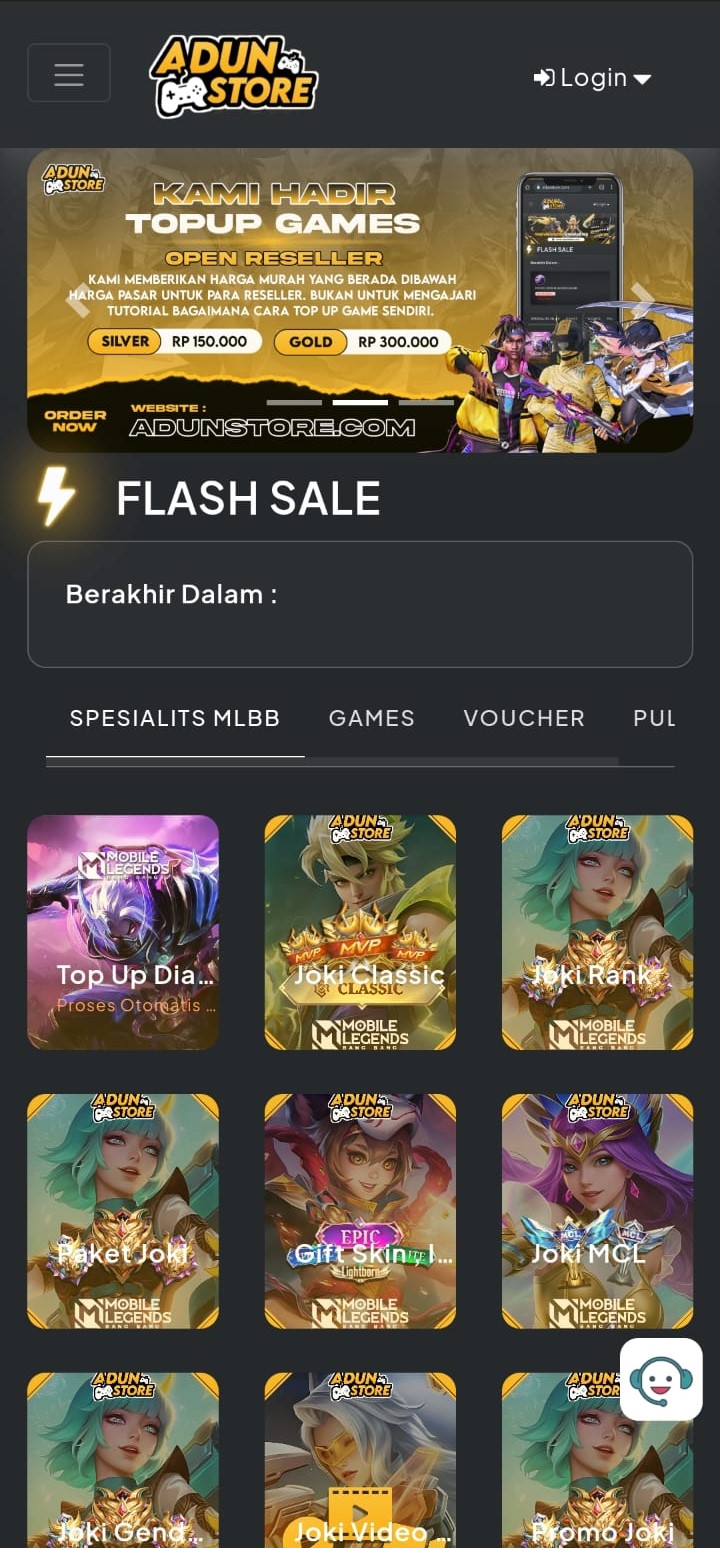 ADUN
STORE
Login
ADUN
STORE
KAMI HADIR
TOPUP GAMES
OPEN RESELLER
KAMI MEMBERIKAN HARGA MURAH YANG BERADA DIBAWAH
HARGA PASAR UNTUK PARA RESELLER. BUKAN UNTUK MENGAJARI
TUTORIAL BAGAIMANA CARA TOP UP GAME SENDIRI.
SILVER RP 150.000 GOLD RP 300.000
ORDER
NOW
WEBSITE :
ADUNSTORE.COM
FLASH SALE
FLASH SALE
Berakhir Dalam :
SPESIALITS MLBB GAMES VOUCHER PUL
MOBILE
LEGENDS
BANG BANG
Top Up Dia...
Proses Otomatis ...
ADUN
STORE
MVP MVP MVP
Joki Classic
CLASSIC
MOBILE
LEGENDS
BANG BANG
ADUN
STORE
Joki Rank
MOBILE
LEGENDS
BANG BANG
ADUN
STORE
Paket Joki
MOBILE
LEGENDS
BANG BANG
ADUN
STORE
EPIC
Gift Skin , I...
Lightborn
MOBILE
LEGENDS
BANG BANG
ADUN
STORE
MCL MCL
Joki MCL
MOBILE
LEGENDS
BANG BANG
ADUN
STORE
Joki Gend...
ADUN
STORE
Joki Video ...
ADUN
STOR
Promo Joki